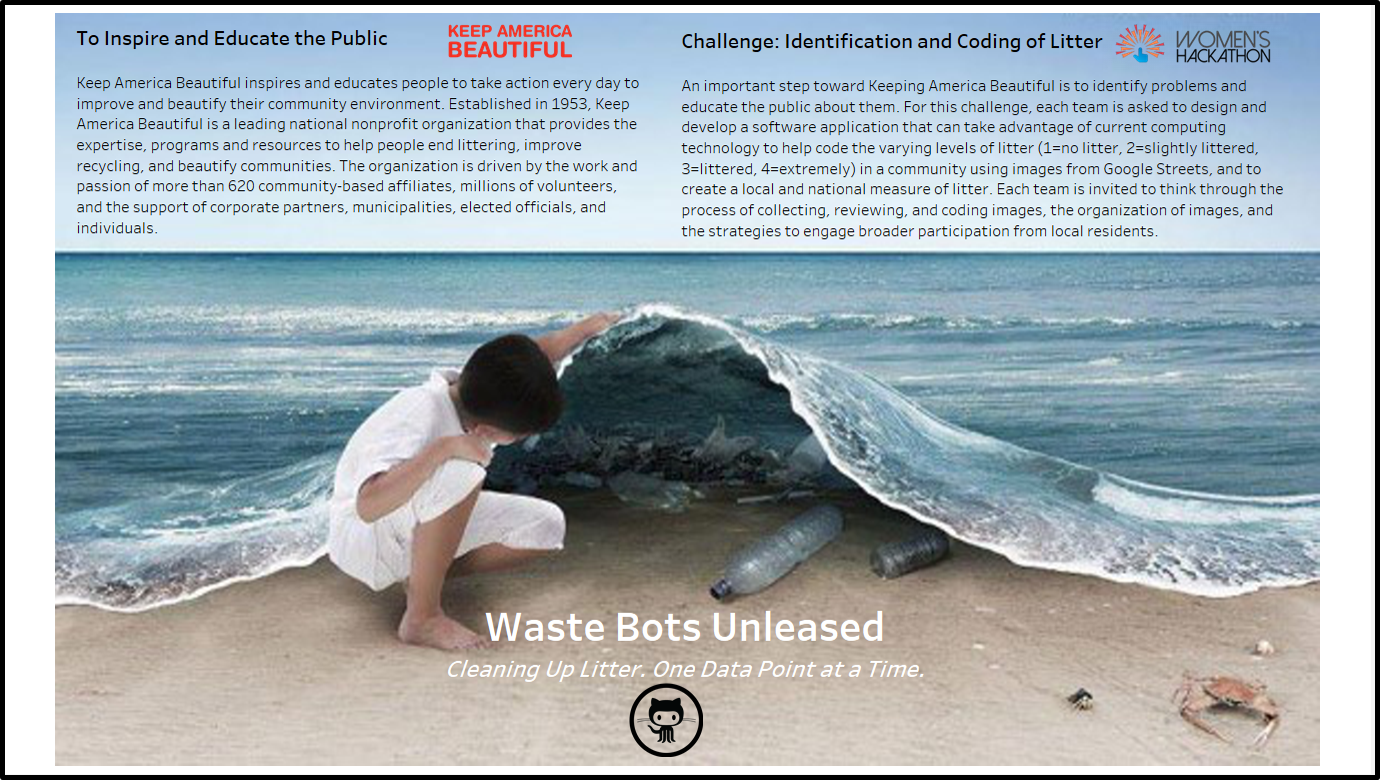 To Inspire and Educate the Public
KEEP AMERICA
BEAUTIFUL
Keep America Beautiful inspires and educates people to take action every day to
improve and beautify their community environment. Established in 1953, Keep
America Beautiful is a leading national nonprofit organization that provides the
expertise, programs and resources to help people end littering, improve
recycling, and beautify communities. The organization is driven by the work and
passion of more than 620 community-based affiliates, millions of volunteers,
and the support of corporate partners, municipalities, elected officials, and
individuals.
Challenge: Identification and Coding of Litter
WOMEN'S
HACKATHON
An important step toward Keeping America Beautiful is to identify problems and
educate the public about them. For this challenge, each team is asked to design and
develop a software application that can take advantage of current computing
technology to help code the varying levels of litter (1=no litter, 2=slightly littered,
3=littered, 4=extremely) in a community using images from Google Streets, and to
create a local and national measure of litter. Each team is invited to think through the
process of collecting, reviewing, and coding images, the organization of images, and
the strategies to engage broader participation from local residents.
Waste Bots Unleased
Cleaning Up Litter. One Data Point at a Time.